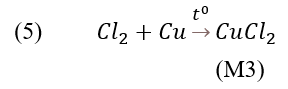 (5) Cl₂ + Cu →^{t⁰} CuCl₂
(M3)